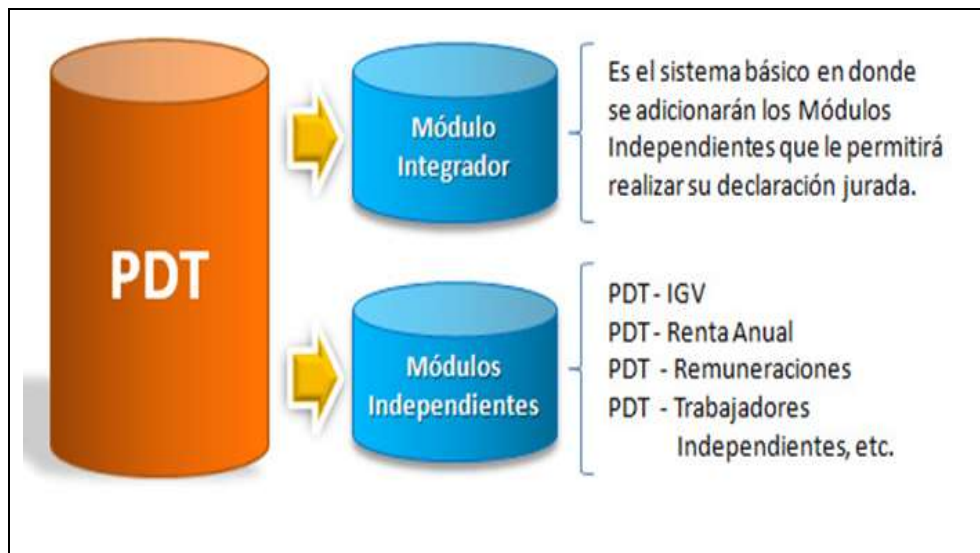 PDT
Módulo
Integrador
Es el sistema básico en donde
se adicionarán los Módulos
Independientes que le permitirá
realizar su declaración jurada.
Módulos
Independientes
PDT - IGV
PDT - Renta Anual
PDT - Remuneraciones
PDT - Trabajadores
Independientes, etc.